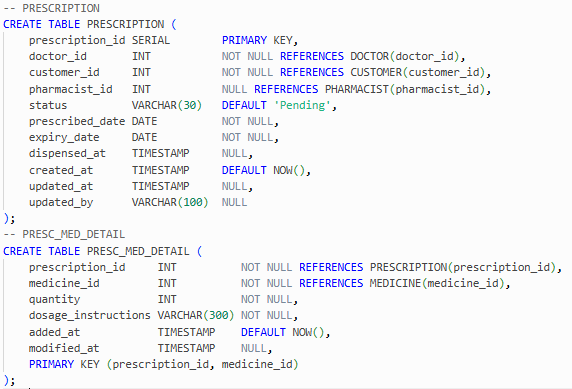 -- PRESCRIPTION
CREATE TABLE PRESCRIPTION (
    prescription_id SERIAL       PRIMARY KEY,
    doctor_id       INT          NOT NULL REFERENCES DOCTOR(doctor_id),
    customer_id     INT          NOT NULL REFERENCES CUSTOMER(customer_id),
    pharmacist_id   INT          NULL REFERENCES PHARMACIST(pharmacist_id),
    status          VARCHAR(30)  DEFAULT 'Pending',
    prescribed_date DATE         NOT NULL,
    expiry_date     DATE         NOT NULL,
    dispensed_at    TIMESTAMP    NULL,
    created_at      TIMESTAMP    DEFAULT NOW(),
    updated_at      TIMESTAMP    NULL,
    updated_by      VARCHAR(100) NULL
);
-- PRESC_MED_DETAIL
CREATE TABLE PRESC_MED_DETAIL (
    prescription_id     INT          NOT NULL REFERENCES PRESCRIPTION(prescription_id),
    medicine_id         INT          NOT NULL REFERENCES MEDICINE(medicine_id),
    quantity            INT          NOT NULL,
    dosage_instructions VARCHAR(300) NOT NULL,
    added_at            TIMESTAMP    DEFAULT NOW(),
    modified_at         TIMESTAMP    NULL,
    PRIMARY KEY (prescription_id, medicine_id)
);